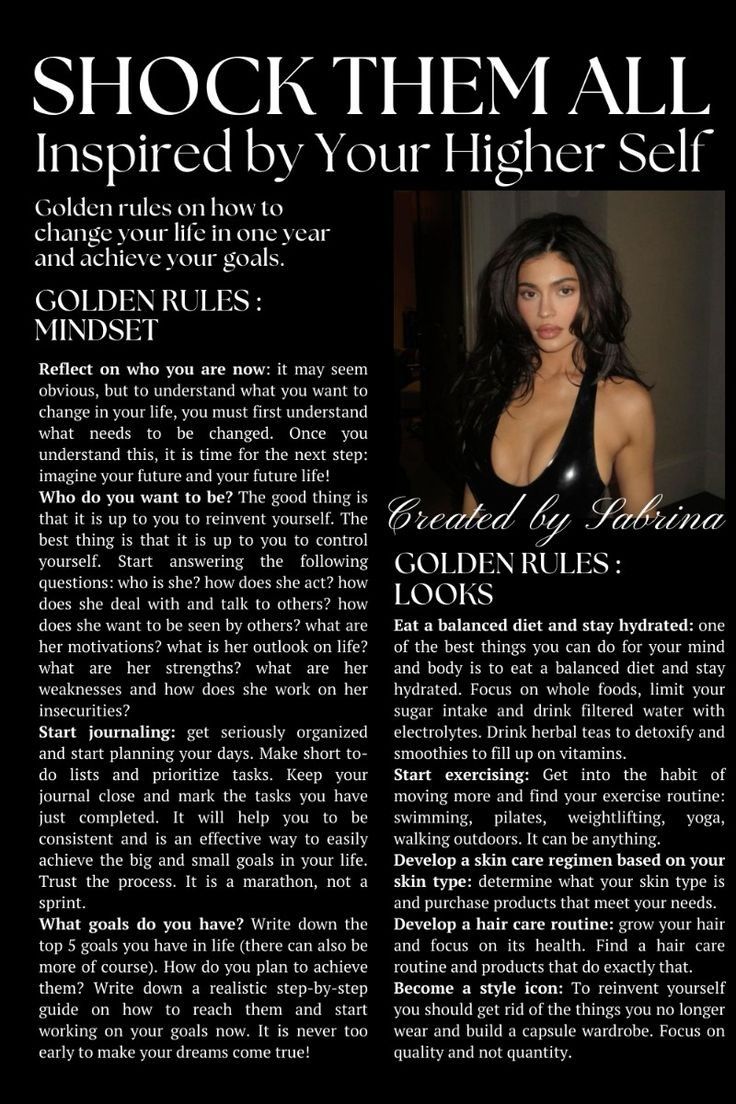 SHOCK THEM ALL
Inspired by Your Higher Self
Golden rules on how to
change your life in one year
and achieve your goals.
GOLDEN RULES :
MINDSET
Reflect on who you are now: it may seem
obvious, but to understand what you want to
change in your life, you must first understand
what needs to be changed. Once you
understand this, it is time for the next step:
imagine your future and your future life!
Who do you want to be? The good thing is
that it is up to you to reinvent yourself. The
best thing is that it is up to you to control
yourself. Start answering the following
questions: who is she? how does she act? how
does she deal with and talk to others? how
does she want to be seen by others? what are
her motivations? what is her outlook on life?
what are her strengths? what are her
weaknesses and how does she work on her
insecurities?
Start journaling: get seriously organized
and start planning your days. Make short to-
do lists and prioritize tasks. Keep your
journal close and mark the tasks you have
just completed. It will help you to be
consistent and is an effective way to easily
achieve the big and small goals in your life.
Trust the process. It is a marathon, not a
sprint.
What goals do you have? Write down the
top 5 goals you have in life (there can also be
more of course). How do you plan to achieve
them? Write down a realistic step-by-step
guide on how to reach them and start
working on your goals now. It is never too
early to make your dreams come true!
Created by Sabrina
GOLDEN RULES :
LOOKS
Eat a balanced diet and stay hydrated: one
of the best things you can do for your mind
and body is to eat a balanced diet and stay
hydrated. Focus on whole foods, limit your
sugar intake and drink filtered water with
electrolytes. Drink herbal teas to detoxify and
smoothies to fill up on vitamins.
Start exercising: Get into the habit of
moving more and find your exercise routine:
swimming, pilates, weightlifting, yoga,
walking outdoors. It can be anything.
Develop a skin care regimen based on your
skin type: determine what your skin type is
and purchase products that meet your needs.
Develop a hair care routine: grow your hair
and focus on its health. Find a hair care
routine and products that do exactly that.
Become a style icon: To reinvent yourself
you should get rid of the things you no longer
wear and build a capsule wardrobe. Focus on
quality and not quantity.